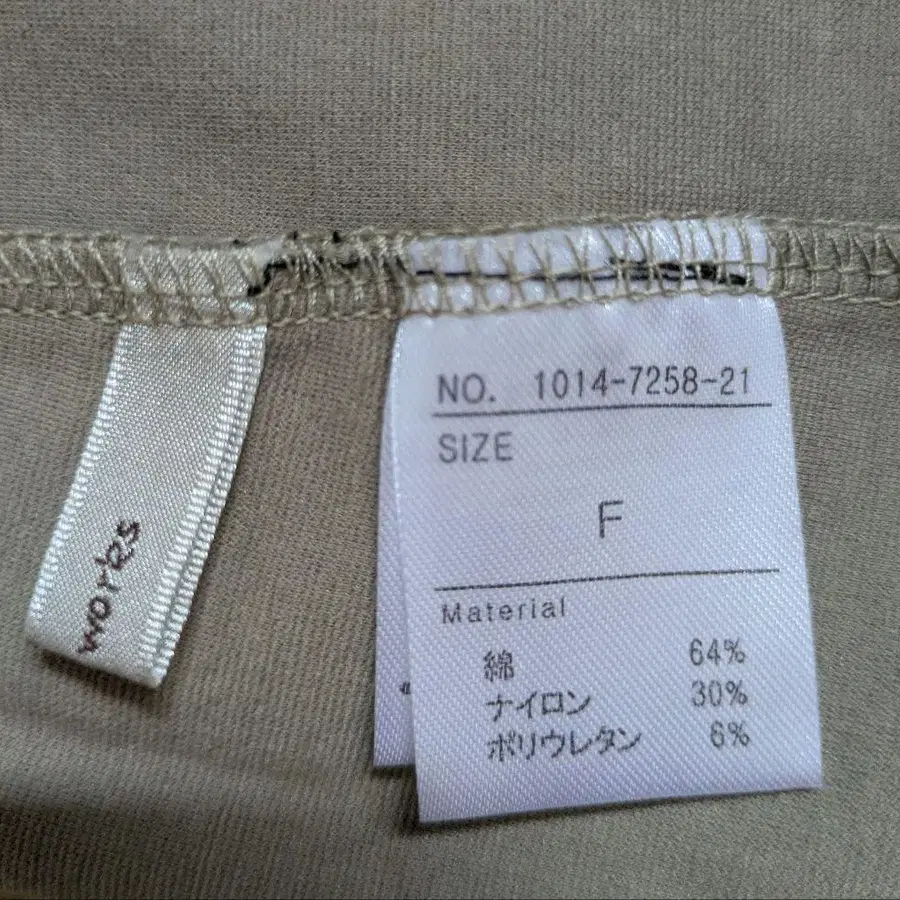 works
NO. 1014-7258-21
SIZE
F
Material
綿 64%
ナイロン 30%
ポリウレタン 6%